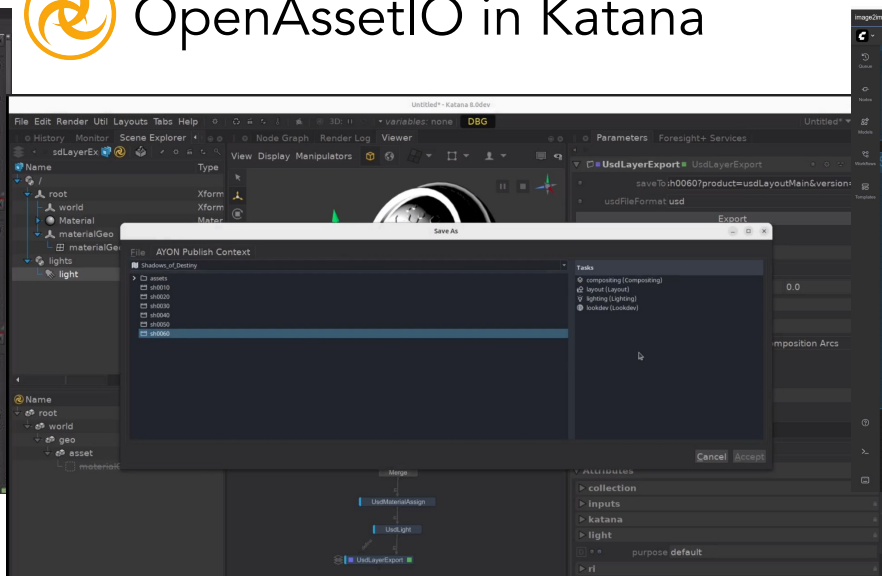 OpenAssetIO in Katana
image2im
Queue
Nodes
Models
Workflows
Templates
Untitled* - Katana 8.0dev
File Edit Render Util Layouts Tabs Help
3D:
variables: none
DBG
Untitled*
History Monitor Scene Explorer
Node Graph Render Log Viewer
Parameters Foresight+ Services
sdLayerEx
View Display Manipulators
UsdLayerExport UsdLayerExport
Name Type
/
root Xform
world Xform
Material Mater
materialGeo
materialGe
lights
light
saveTo :h0060?product=usdLayoutMain&version=
usdFileFormat usd
Export
Save As
File AYON Publish Context
Shadows_of_Destiny
assets
sh0010
sh0020
sh0030
sh0040
sh0050
sh0060
Tasks
compositing (Compositing)
layout (Layout)
lighting (Lighting)
lookdev (Lookdev)
Cancel Accept
0.0
mposition Arcs
Name
root
world
geo
asset
Merge
UsdMaterialAssign
UsdLight
UsdLayerExport
Attributes
collection
inputs
katana
light
purpose default
ri